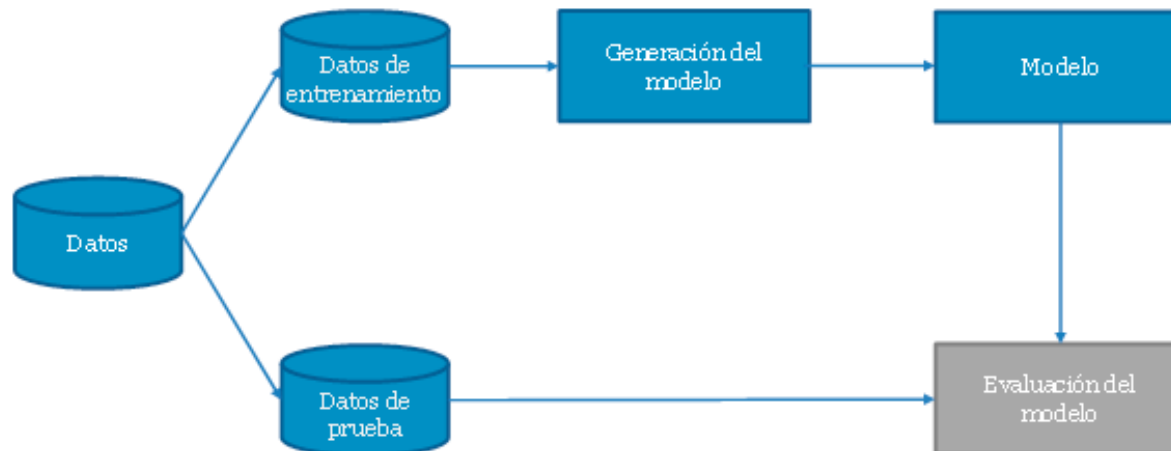 Datos de
entrenamiento
Generación del
modelo
Modelo
Datos
Datos de
prueba
Evaluación del
modelo